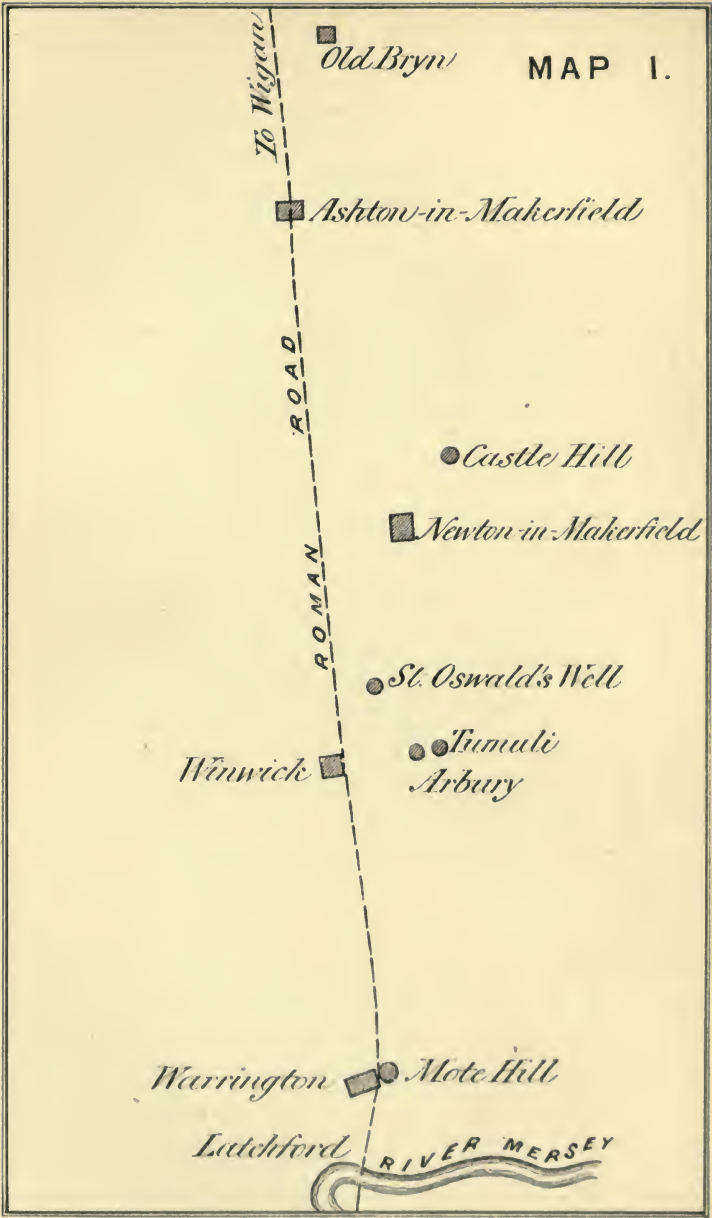 To Wigan
Old Bryn
MAP I.
Ashton-in-Makerfield
ROMAN ROAD
Castle Hill
Newton-in-Makerfield
St. Oswald's Well
Tumuli
Winwick
Arbury
Warrington
Mote Hill
Latchford
RIVER MERSEY